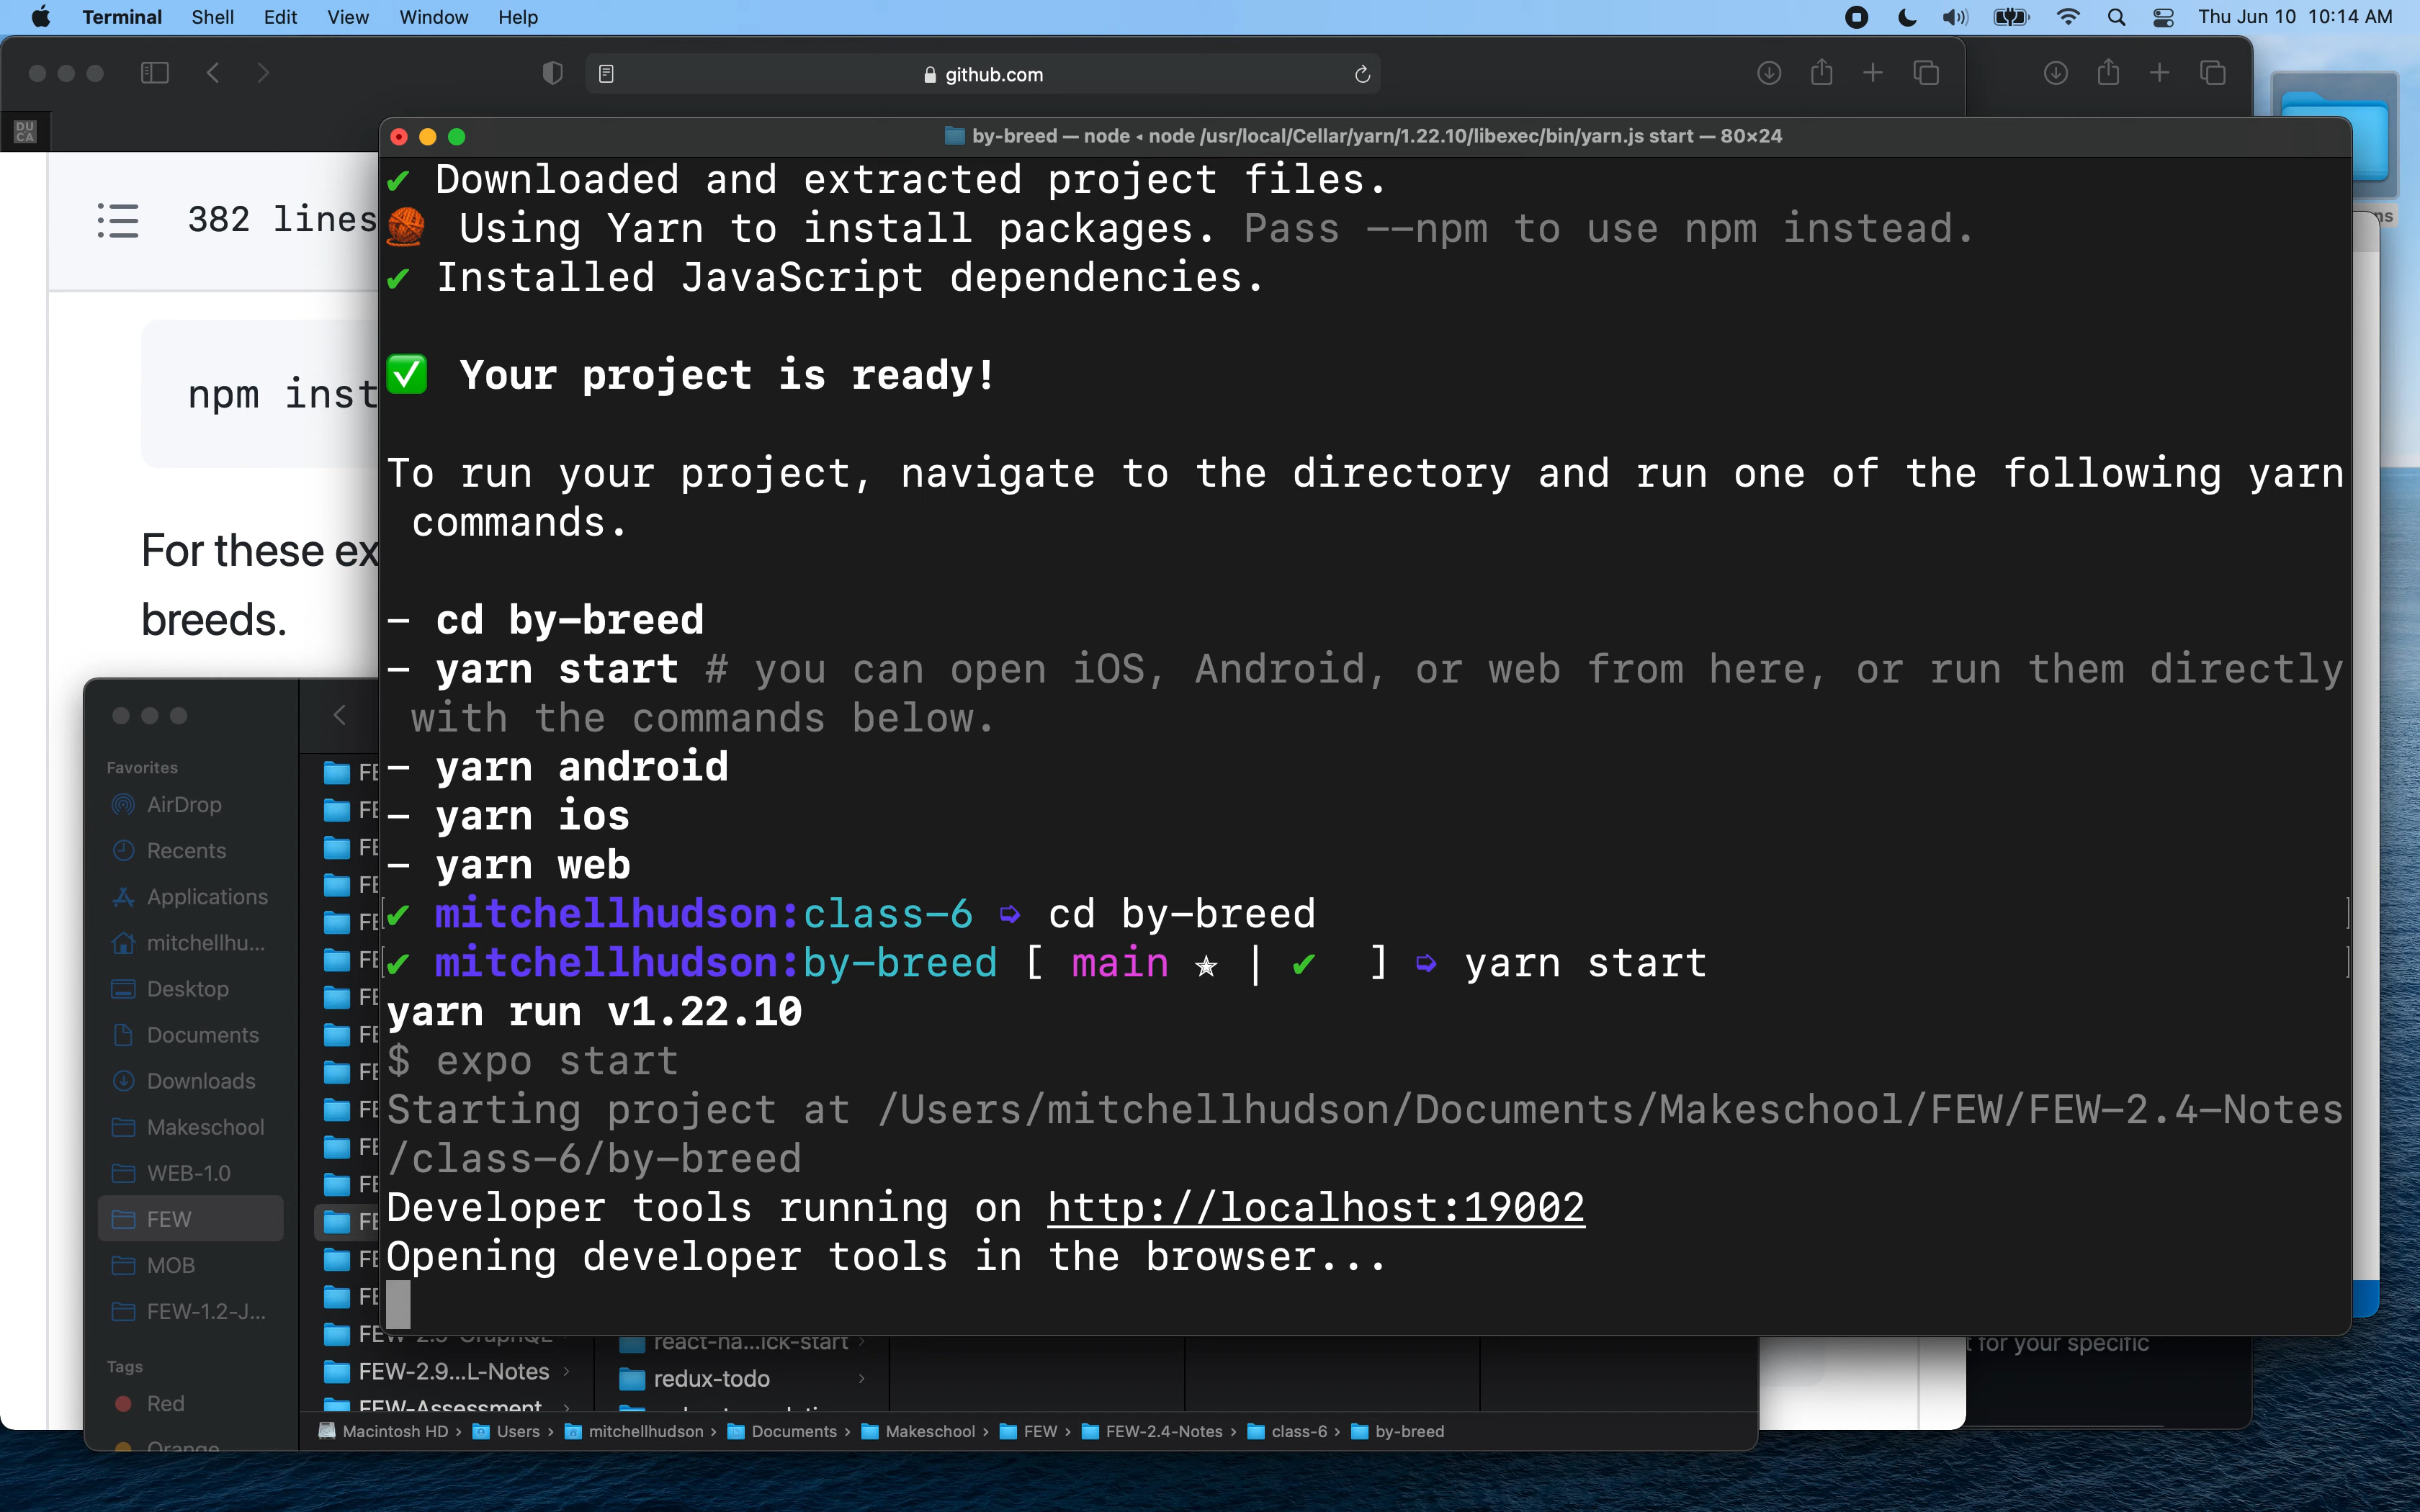 Terminal Shell Edit View Window Help Thu Jun 10 10:14 AM
github.com
DU
CA
by-breed — node ◂ node /usr/local/Cellar/yarn/1.22.10/libexec/bin/yarn.js start — 80×24
382 lines
npm inst
For these ex
breeds.
✔ Downloaded and extracted project files.
🧶 Using Yarn to install packages. Pass --npm to use npm instead.
✔ Installed JavaScript dependencies.
✅ Your project is ready!
To run your project, navigate to the directory and run one of the following yarn
commands.
- cd by-breed
- yarn start # you can open iOS, Android, or web from here, or run them directly
with the commands below.
- yarn android
- yarn ios
- yarn web
✔ mitchellhudson:class-6 ➩ cd by-breed
✔ mitchellhudson:by-breed [ main ✭ | ✔ ] ➩ yarn start
yarn run v1.22.10
$ expo start
Starting project at /Users/mitchellhudson/Documents/Makeschool/FEW/FEW-2.4-Notes
/class-6/by-breed
Developer tools running on http://localhost:19002
Opening developer tools in the browser...
Favorites
AirDrop
Recents
Applications
mitchellhu...
Desktop
Documents
Downloads
Makeschool
WEB-1.0
FEW
MOB
FEW-1.2-J...
Tags
Red
Orange
FEW-2.9...L-Notes
FEW-Assessment
react-na...ick-start
redux-todo
t for your specific
Macintosh HD › Users › mitchellhudson › Documents › Makeschool › FEW › FEW-2.4-Notes › class-6 › by-breed